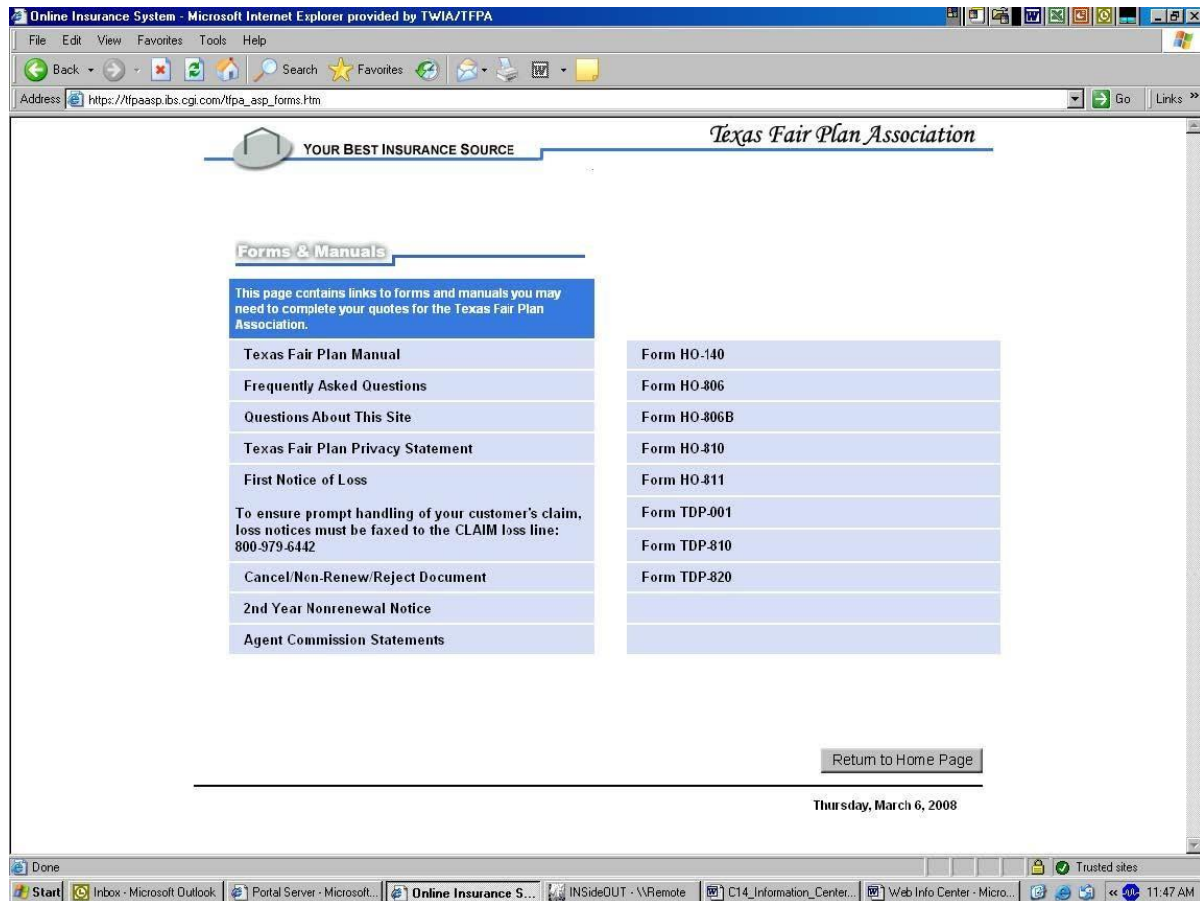 Online Insurance System - Microsoft Internet Explorer provided by TWIA/TFPA
File Edit View Favorites Tools Help
Back Search Favorites
Address https://tfpaasp.ibs.cgi.com/tfpa_asp_forms.htm Go Links »
YOUR BEST INSURANCE SOURCE
Texas Fair Plan Association
Forms & Manuals
This page contains links to forms and manuals you may
need to complete your quotes for the Texas Fair Plan
Association.
Texas Fair Plan Manual
Frequently Asked Questions
Questions About This Site
Texas Fair Plan Privacy Statement
First Notice of Loss
To ensure prompt handling of your customer's claim,
loss notices must be faxed to the CLAIM loss line:
800-979-6442
Cancel/Non-Renew/Reject Document
2nd Year Nonrenewal Notice
Agent Commission Statements
Form HO-140
Form HO-806
Form HO-806B
Form HO-810
Form HO-811
Form TDP-001
Form TDP-810
Form TDP-820
Return to Home Page
Thursday, March 6, 2008
Done Trusted sites
Start Inbox - Microsoft Outlook Portal Server - Microsoft... Online Insurance S... INSideOUT - \\Remote C14_Information_Center... Web Info Center - Micro... « 11:47 AM